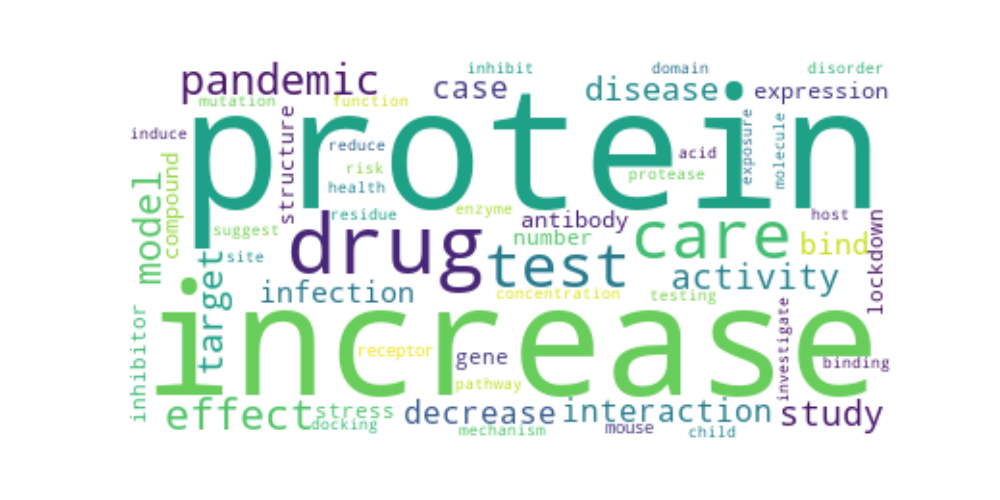 inhibit domain disorder
pandemic case disease expression
mutation function
protein
induce structure reduce acid exposure molecule
risk protease
health
model compound residue enzyme antibody host
suggest drug number care bind lockdown
site test
target infection activity
concentration testing
increase
inhibitor receptor gene investigate binding
pathway
effect stress decrease interaction study
docking mechanism mouse child